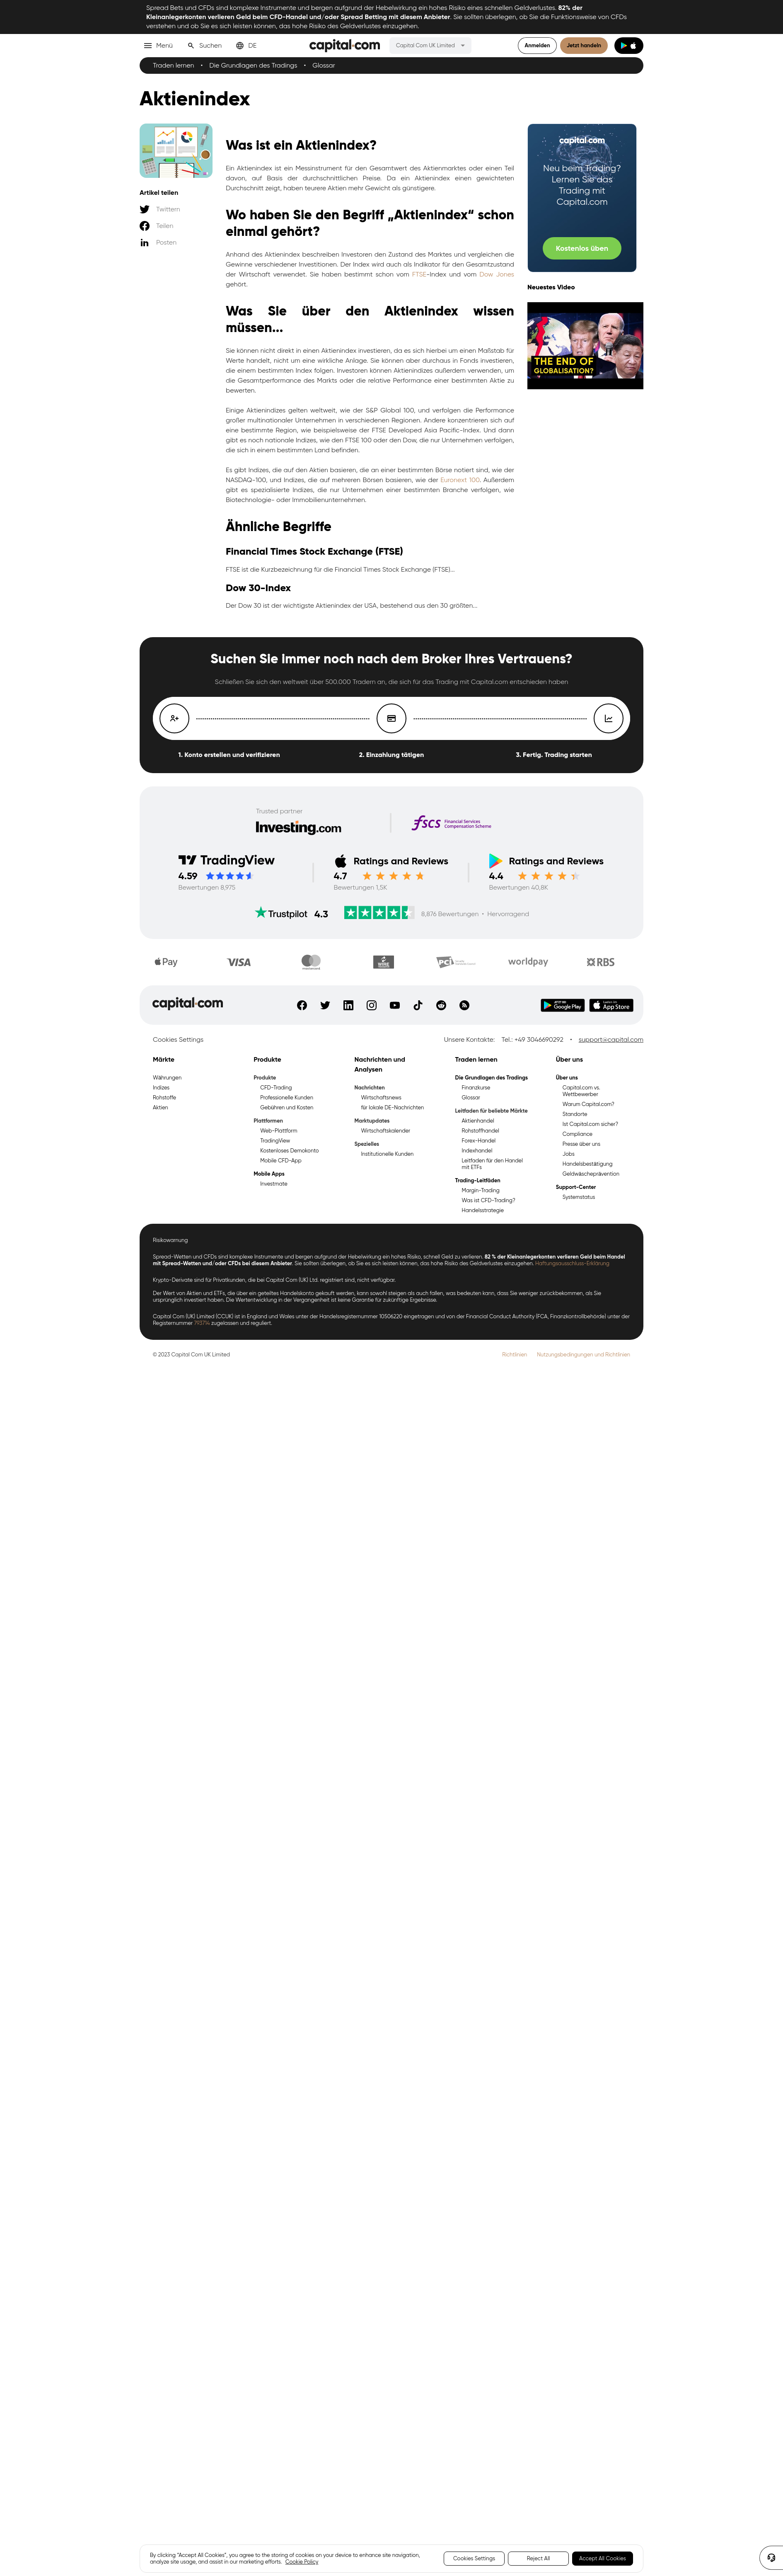 Spread Bets und CFDs sind komplexe Instrumente und bergen aufgrund der Hebelwirkung ein hohes Risiko eines schnellen Geldverlustes. 82% der
Kleinanlegerkonten verlieren Geld beim CFD-Handel und/oder Spread Betting mit diesem Anbieter. Sie sollten überlegen, ob Sie die Funktionsweise von CFDs
verstehen und ob Sie es sich leisten können, das hohe Risiko des Geldverlustes einzugehen.
Menü
Suchen
DE
capital.com
Capital Com UK Limited
Anmelden
Jetzt handeln
Traden lernen • Die Grundlagen des Tradings • Glossar
Aktienindex
Artikel teilen
Twittern
Teilen
Posten
Was ist ein Aktienindex?
Ein Aktienindex ist ein Messinstrument für den Gesamtwert des Aktienmarktes oder einen Teil
davon, auf Basis der durchschnittlichen Preise. Da ein Aktienindex einen gewichteten
Durchschnitt zeigt, haben teurere Aktien mehr Gewicht als günstigere.
Wo haben Sie den Begriff „Aktienindex“ schon
einmal gehört?
Anhand des Aktienindex beschreiben Investoren den Zustand des Marktes und vergleichen die
Gewinne verschiedener Investitionen. Der Index wird auch als Indikator für den Gesamtzustand
der Wirtschaft verwendet. Sie haben bestimmt schon vom FTSE-Index und vom Dow Jones
gehört.
Was Sie über den Aktienindex wissen
müssen...
Sie können nicht direkt in einen Aktienindex investieren, da es sich hierbei um einen Maßstab für
Werte handelt, nicht um eine wirkliche Anlage. Sie können aber durchaus in Fonds investieren,
die einem bestimmten Index folgen. Investoren können Aktienindizes außerdem verwenden, um
die Gesamtperformance des Markts oder die relative Performance einer bestimmten Aktie zu
bewerten.
Einige Aktienindizes gelten weltweit, wie der S&P Global 100, und verfolgen die Performance
großer multinationaler Unternehmen in verschiedenen Regionen. Andere konzentrieren sich auf
eine bestimmte Region, wie beispielsweise der FTSE Developed Asia Pacific-Index. Und dann
gibt es noch nationale Indizes, wie den FTSE 100 oder den Dow, die nur Unternehmen verfolgen,
die sich in einem bestimmten Land befinden.
Es gibt Indizes, die auf den Aktien basieren, die an einer bestimmten Börse notiert sind, wie der
NASDAQ-100, und Indizes, die auf mehreren Börsen basieren, wie der Euronext 100. Außerdem
gibt es spezialisierte Indizes, die nur Unternehmen einer bestimmten Branche verfolgen, wie
Biotechnologie- oder Immobilienunternehmen.
Ähnliche Begriffe
Financial Times Stock Exchange (FTSE)
FTSE ist die Kurzbezeichnung für die Financial Times Stock Exchange (FTSE)...
Dow 30-Index
Der Dow 30 ist der wichtigste Aktienindex der USA, bestehend aus den 30 größten...
capital.com
Neu beim Trading?
Lernen Sie das
Trading mit
Capital.com
Kostenlos üben
Neuestes Video
THE END OF
GLOBALISATION?
Suchen Sie Immer noch nach dem Broker Ihres Vertrauens?
Schließen Sie sich den weltweit über 500.000 Tradern an, die sich für das Trading mit Capital.com entschieden haben
1. Konto erstellen und verifizieren
2. Einzahlung tätigen
3. Fertig. Trading starten
Trusted partner
Investing.com
fscs Financial Services
Compensation Scheme
TradingView
4.59
Bewertungen 8,975
Ratings and Reviews
4.7
Bewertungen 1,5K
Ratings and Reviews
4.4
Bewertungen 40,8K
Trustpilot 4.3
8,876 Bewertungen • Hervorragend
Pay
VISA
mastercard
WIRE
PCI
worldpay
RBS
capital.com
Google Play
App Store
Cookies Settings
Unsere Kontakte: Tel.: +49 3046690292 • support@capital.com
Märkte
Währungen
Indizes
Rohstoffe
Aktien
Produkte
Produkte
CFD-Trading
Professionelle Kunden
Gebühren und Kosten
Plattformen
Web-Plattform
TradingView
Kostenloses Demokonto
Mobile CFD-App
Mobile Apps
Investmate
Nachrichten und
Analysen
Nachrichten
Wirtschaftsnews
für lokale DE-Nachrichten
Marktupdates
Wirtschaftskalender
Spezielles
Institutionelle Kunden
Traden lernen
Die Grundlagen des Tradings
Finanzkurse
Glossar
Leitfaden für beliebte Märkte
Aktienhandel
Rohstoffhandel
Forex-Handel
Indexhandel
Leitfaden für den Handel
mit ETFs
Trading-Leitfäden
Margin-Trading
Was ist CFD-Trading?
Handelsstrategie
Über uns
Über uns
Capital.com vs.
Wettbewerber
Warum Capital.com?
Standorte
Ist Capital.com sicher?
Compliance
Presse über uns
Jobs
Handelsbestätigung
Geldwäscheprävention
Support-Center
Systemstatus
Risikowarnung
Spread-Wetten und CFDs sind komplexe Instrumente und bergen aufgrund der Hebelwirkung ein hohes Risiko, schnell Geld zu verlieren. 82 % der Kleinanlegerkonten verlieren Geld beim Handel
mit Spread-Wetten und/oder CFDs bei diesem Anbieter. Sie sollten überlegen, ob Sie es sich leisten können, das hohe Risiko des Geldverlustes einzugehen. Haftungsausschluss-Erklärung.
Krypto-Derivate sind für Privatkunden, die bei Capital Com (UK) Ltd. registriert sind, nicht verfügbar.
Der Wert von Aktien und ETFs, die über ein geteiltes Handelskonto gekauft werden, kann sowohl steigen als auch fallen, was bedeuten kann, dass Sie weniger zurückbekommen, als Sie
ursprünglich investiert haben. Die Wertentwicklung in der Vergangenheit ist keine Garantie für zukünftige Ergebnisse.
Capital Com (UK) Limited (CCUK) ist in England und Wales unter der Handelsregisternummer 10506220 eingetragen und von der Financial Conduct Authority (FCA, Finanzkontrollbehörde) unter der
Registernummer 793714 zugelassen und reguliert.
© 2023 Capital Com UK Limited
Richtlinien Nutzungsbedingungen und Richtlinien
By clicking “Accept All Cookies”, you agree to the storing of cookies on your device to enhance site navigation,
analyze site usage, and assist in our marketing efforts. Cookie Policy
Cookies Settings
Reject All
Accept All Cookies